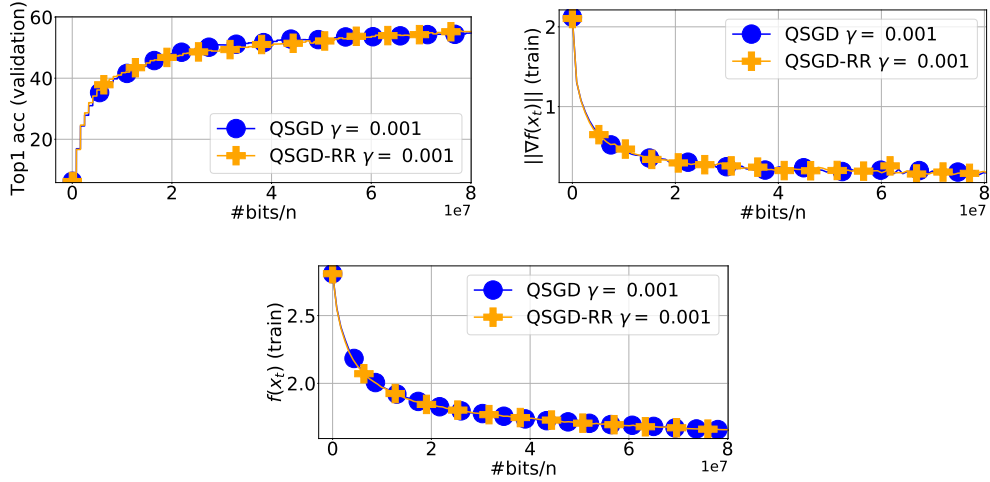 60
40
20
Top1 acc (validation)
QSGD γ = 0.001
QSGD-RR γ = 0.001
0
2
4
6
8
#bits/n
1e7
2
1
||∇f(x_t)|| (train)
QSGD γ = 0.001
QSGD-RR γ = 0.001
0
2
4
6
8
#bits/n
1e7
2.5
2.0
f(x_t) (train)
QSGD γ = 0.001
QSGD-RR γ = 0.001
0
2
4
6
8
#bits/n
1e7